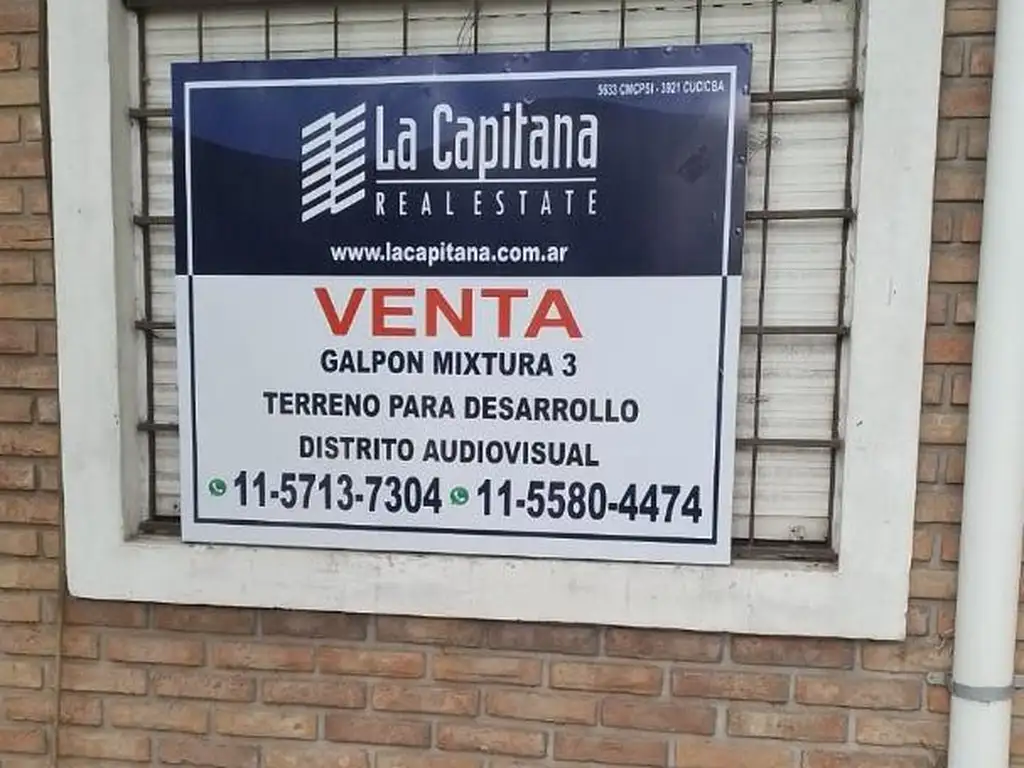 5633 CMCPSI - 3921 CUCICBA
La Capitana
REAL ESTATE
www.lacapitana.com.ar
VENTA
GALPON MIXTURA 3
TERRENO PARA DESARROLLO
DISTRITO AUDIOVISUAL
11-5713-7304 11-5580-4474